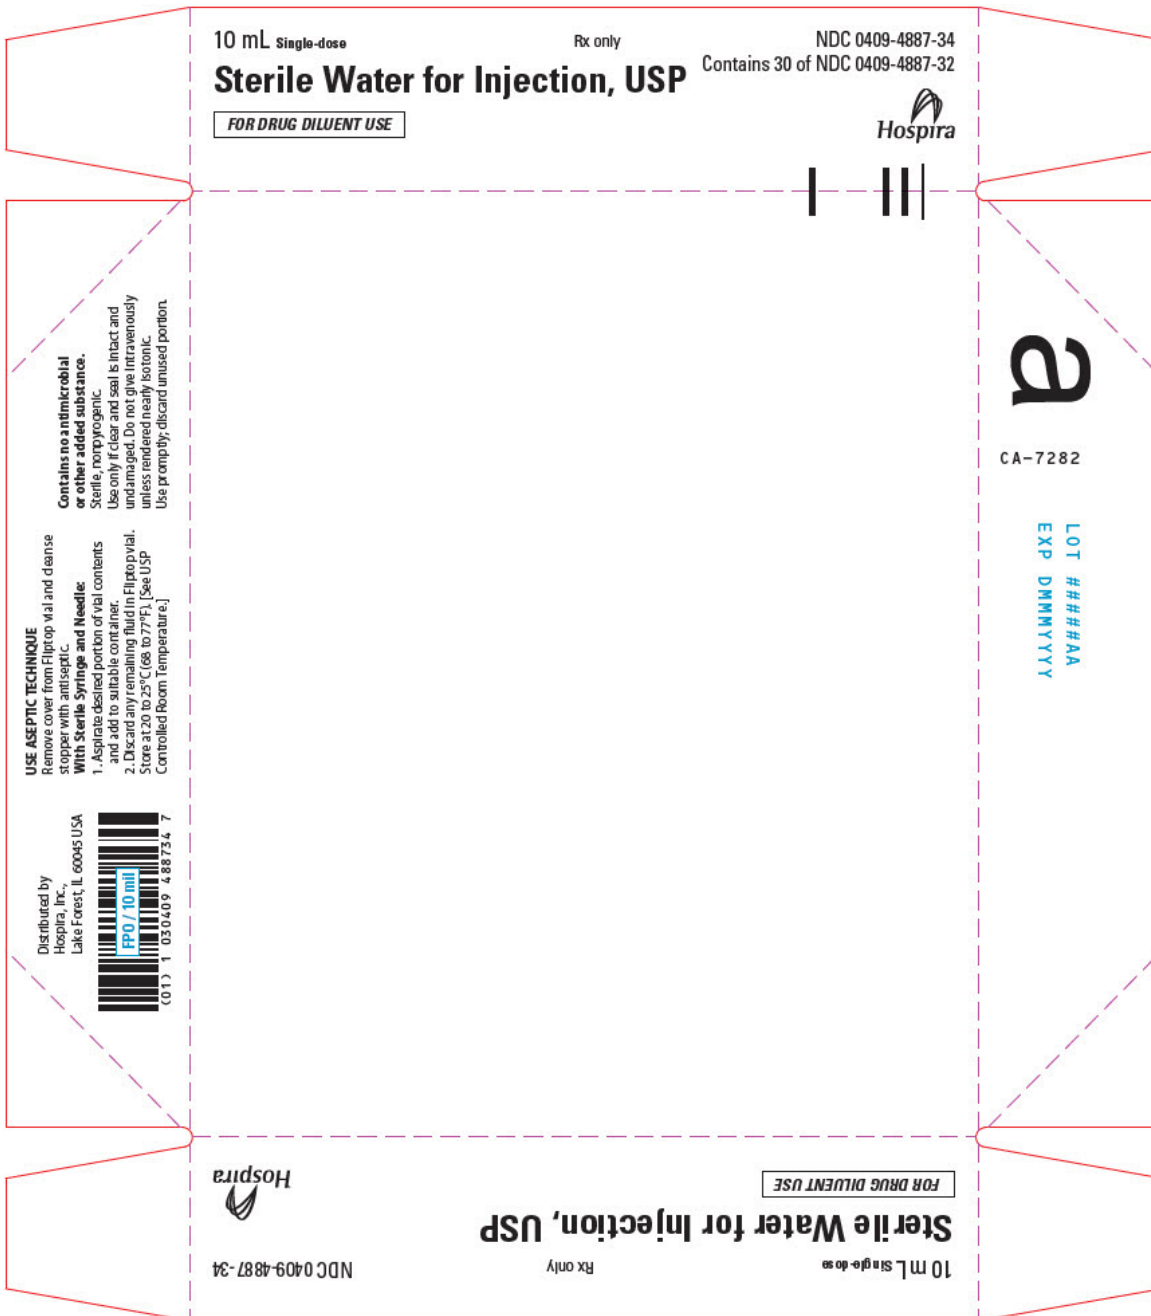 10 mL Single-dose
Rx only
NDC 0409-4887-34
Contains 30 of NDC 0409-4887-32
Sterile Water for Injection, USP
FOR DRUG DILUENT USE
Hospira
Contains no antimicrobial
or other added substance.
Sterile, nonpyrogenic.
Use only if clear and seal is intact and
undamaged. Do not give intravenously
unless rendered nearly isotonic.
Use promptly; discard unused portion.
USE ASEPTIC TECHNIQUE
Remove cover from Fliptop vial and cleanse
stopper with antiseptic.
With Sterile Syringe and Needle:
1. Aspirate desired portion of vial contents
and add to suitable container.
2. Discard any remaining fluid in Fliptop vial.
Store at 20 to 25°C (68 to 77°F). [See USP
Controlled Room Temperature.]
Distributed by
Hospira, Inc.,
Lake Forest, IL 60045 USA
FPO / 10 mil
(01) 1 030409 488734 7
a
CA-7282
LOT ######AA
EXP DMMMYYYY
10 mL Single-dose
Rx only
NDC 0409-4887-34
Sterile Water for Injection, USP
FOR DRUG DILUENT USE
Hospira